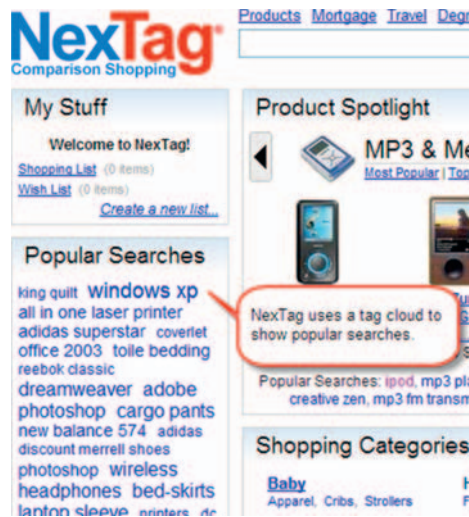 NexTag
Comparison Shopping
Products Mortgage Travel
My Stuff
Welcome to NexTag!
Shopping List (0 items)
Wish List (0 items)
Create a new list...
Popular Searches
king quilt windows xp
all in one laser printer
adidas superstar coverlet
office 2003 toile bedding
reebok classic
dreamweaver adobe
photoshop cargo pants
new balance 574 adidas
discount merrell shoes
photoshop wireless
headphones bed-skirts
laptop sleeve printers dc
Product Spotlight
MP3 &
Most Popular |
NexTag uses a tag cloud to
show popular searches.
Popular Searches: ipod, mp3
creative zen, mp3 fm
Shopping Categories
Baby
Apparel, Cribs, Strollers